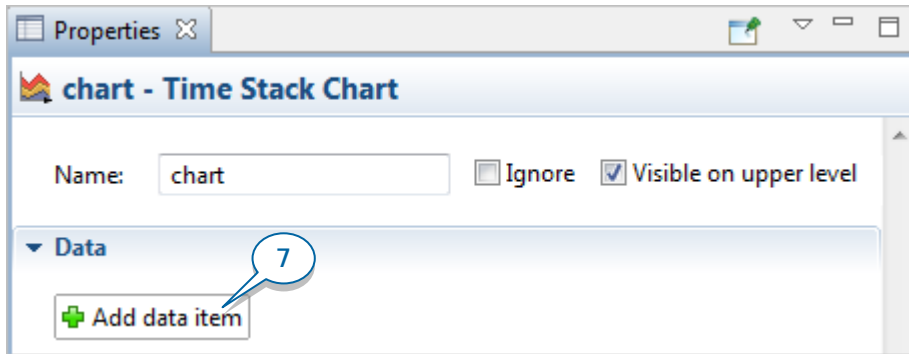 Properties
chart - Time Stack Chart
Name: chart Ignore Visible on upper level
Data
7
Add data item